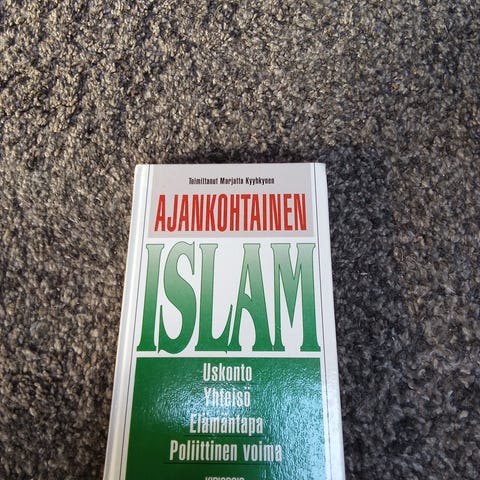 Toimittanut Marjatta Kyyhkynen
AJANKOHTAINEN
ISLAM
Uskonto
Yhteisö
Elämäntapa
Poliittinen voima